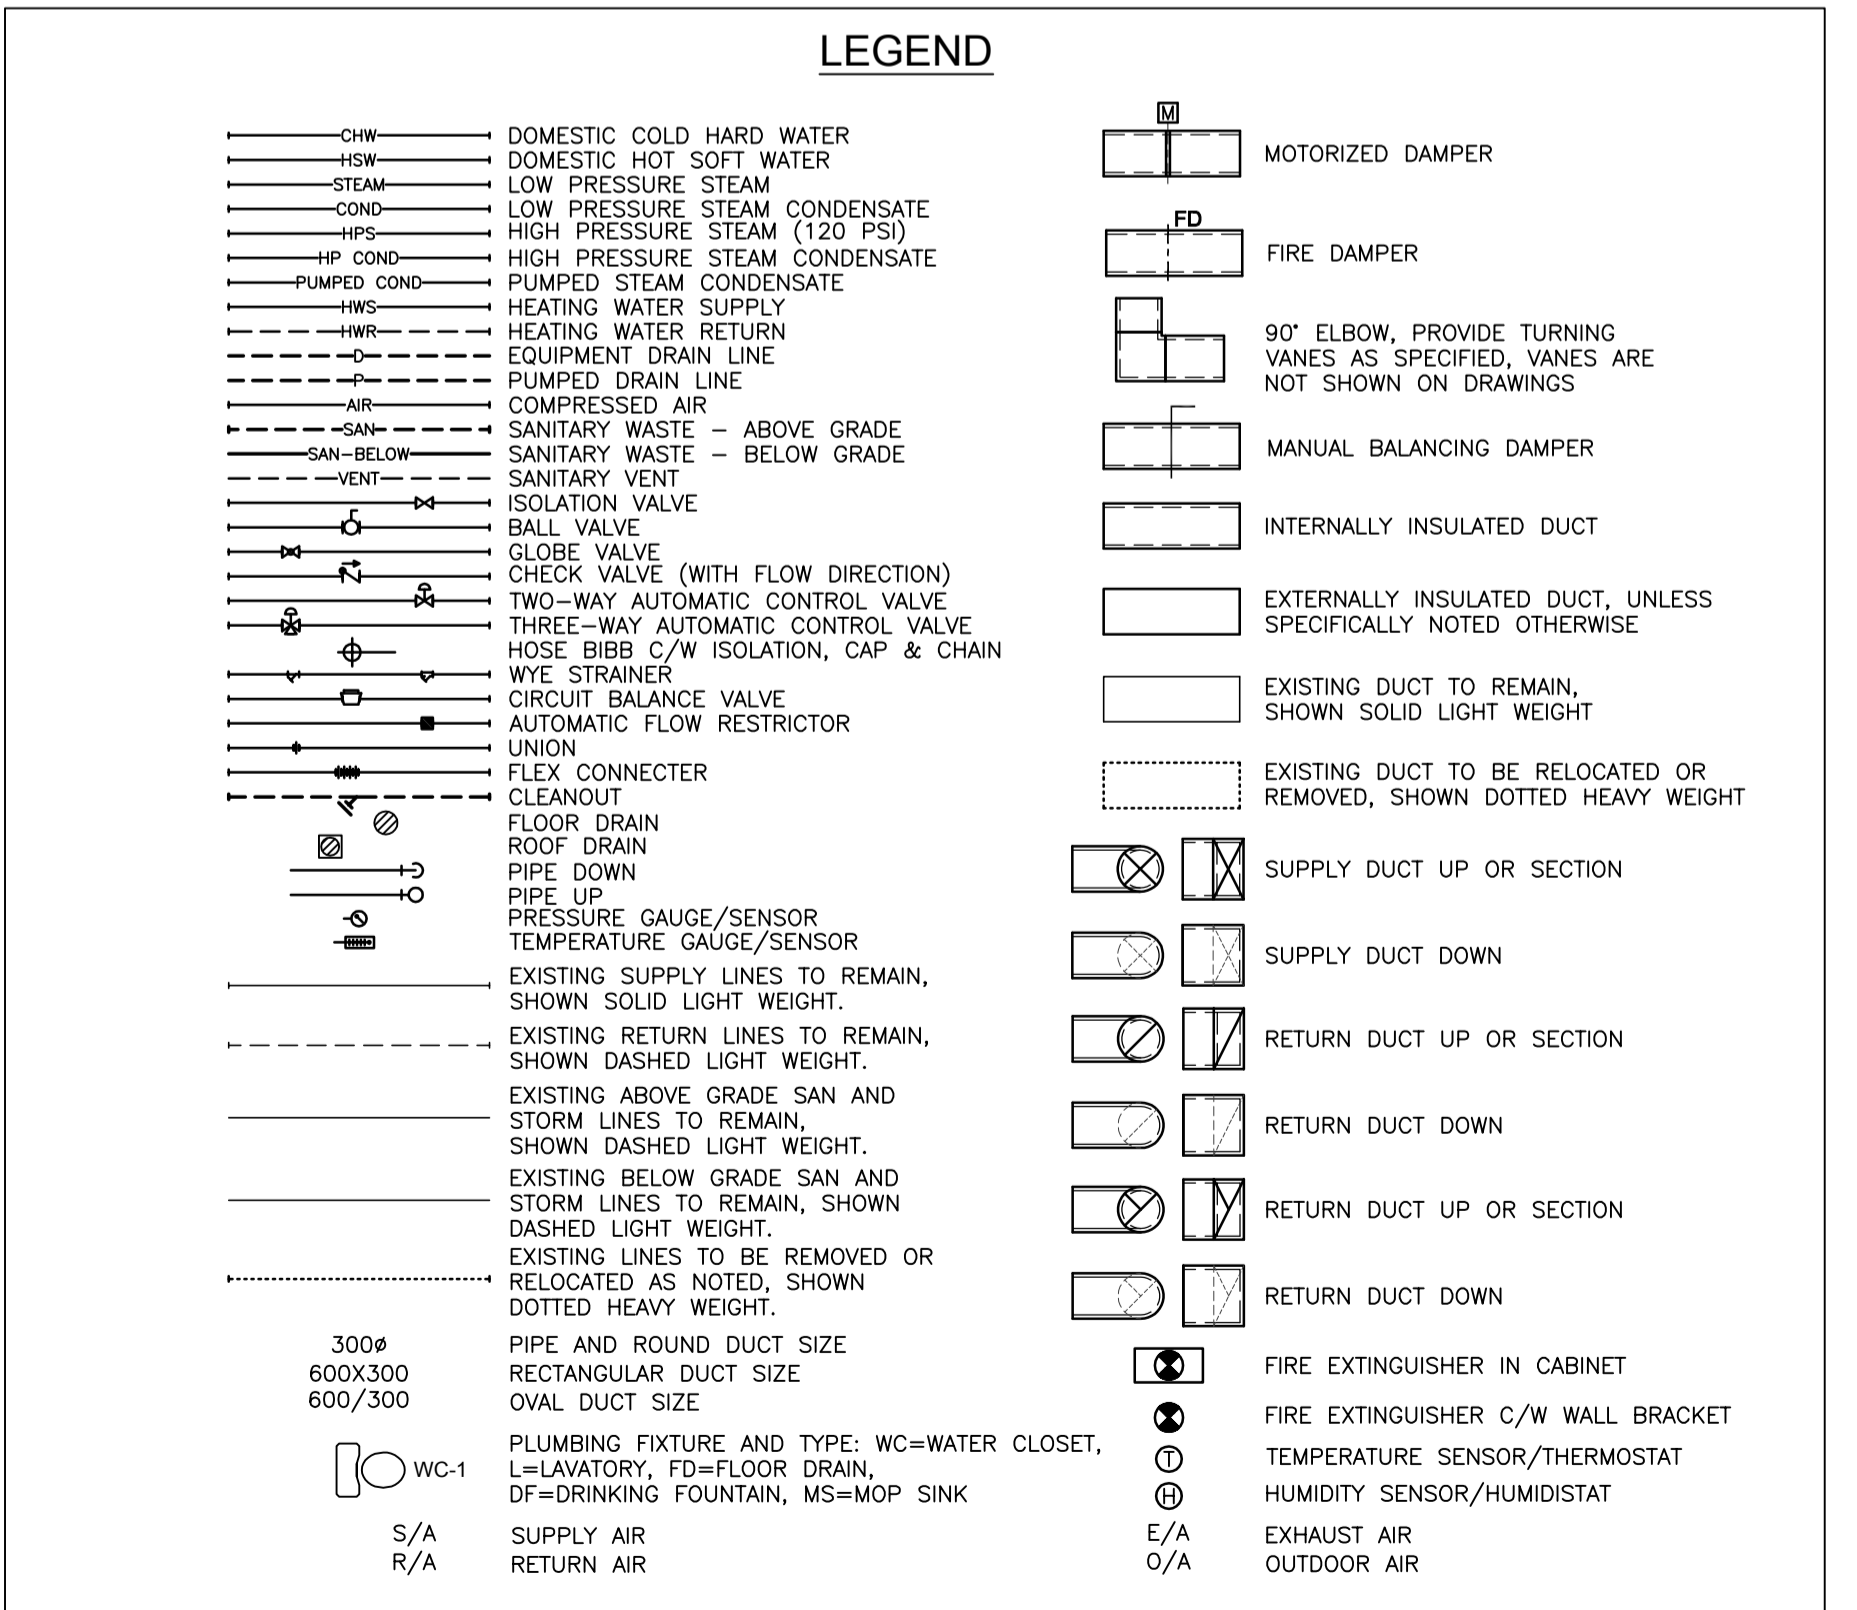 LEGEND
CHW DOMESTIC COLD HARD WATER
HSW DOMESTIC HOT SOFT WATER
STEAM LOW PRESSURE STEAM
COND LOW PRESSURE STEAM CONDENSATE
HPS HIGH PRESSURE STEAM (120 PSI)
HP COND HIGH PRESSURE STEAM CONDENSATE
PUMPED COND PUMPED STEAM CONDENSATE
HWS HEATING WATER SUPPLY
HWR HEATING WATER RETURN
D EQUIPMENT DRAIN LINE
P PUMPED DRAIN LINE
AIR COMPRESSED AIR
SAN SANITARY WASTE – ABOVE GRADE
SAN-BELOW SANITARY WASTE – BELOW GRADE
VENT SANITARY VENT
ISOLATION VALVE
BALL VALVE
GLOBE VALVE
CHECK VALVE (WITH FLOW DIRECTION)
TWO-WAY AUTOMATIC CONTROL VALVE
THREE-WAY AUTOMATIC CONTROL VALVE
HOSE BIBB C/W ISOLATION, CAP & CHAIN
WYE STRAINER
CIRCUIT BALANCE VALVE
AUTOMATIC FLOW RESTRICTOR
UNION
FLEX CONNECTER
CLEANOUT
FLOOR DRAIN
ROOF DRAIN
PIPE DOWN
PIPE UP
PRESSURE GAUGE/SENSOR
TEMPERATURE GAUGE/SENSOR
EXISTING SUPPLY LINES TO REMAIN,
SHOWN SOLID LIGHT WEIGHT.
EXISTING RETURN LINES TO REMAIN,
SHOWN DASHED LIGHT WEIGHT.
EXISTING ABOVE GRADE SAN AND
STORM LINES TO REMAIN,
SHOWN DASHED LIGHT WEIGHT.
EXISTING BELOW GRADE SAN AND
STORM LINES TO REMAIN, SHOWN
DASHED LIGHT WEIGHT.
EXISTING LINES TO BE REMOVED OR
RELOCATED AS NOTED, SHOWN
DOTTED HEAVY WEIGHT.
300ø PIPE AND ROUND DUCT SIZE
600X300 RECTANGULAR DUCT SIZE
600/300 OVAL DUCT SIZE
PLUMBING FIXTURE AND TYPE: WC=WATER CLOSET,
WC-1 L=LAVATORY, FD=FLOOR DRAIN,
DF=DRINKING FOUNTAIN, MS=MOP SINK
S/A SUPPLY AIR
R/A RETURN AIR
M
MOTORIZED DAMPER
FD
FIRE DAMPER
90° ELBOW, PROVIDE TURNING
VANES AS SPECIFIED, VANES ARE
NOT SHOWN ON DRAWINGS
MANUAL BALANCING DAMPER
INTERNALLY INSULATED DUCT
EXTERNALLY INSULATED DUCT, UNLESS
SPECIFICALLY NOTED OTHERWISE
EXISTING DUCT TO REMAIN,
SHOWN SOLID LIGHT WEIGHT
EXISTING DUCT TO BE RELOCATED OR
REMOVED, SHOWN DOTTED HEAVY WEIGHT
SUPPLY DUCT UP OR SECTION
SUPPLY DUCT DOWN
RETURN DUCT UP OR SECTION
RETURN DUCT DOWN
RETURN DUCT UP OR SECTION
RETURN DUCT DOWN
FIRE EXTINGUISHER IN CABINET
FIRE EXTINGUISHER C/W WALL BRACKET
T TEMPERATURE SENSOR/THERMOSTAT
H HUMIDITY SENSOR/HUMIDISTAT
E/A EXHAUST AIR
O/A OUTDOOR AIR